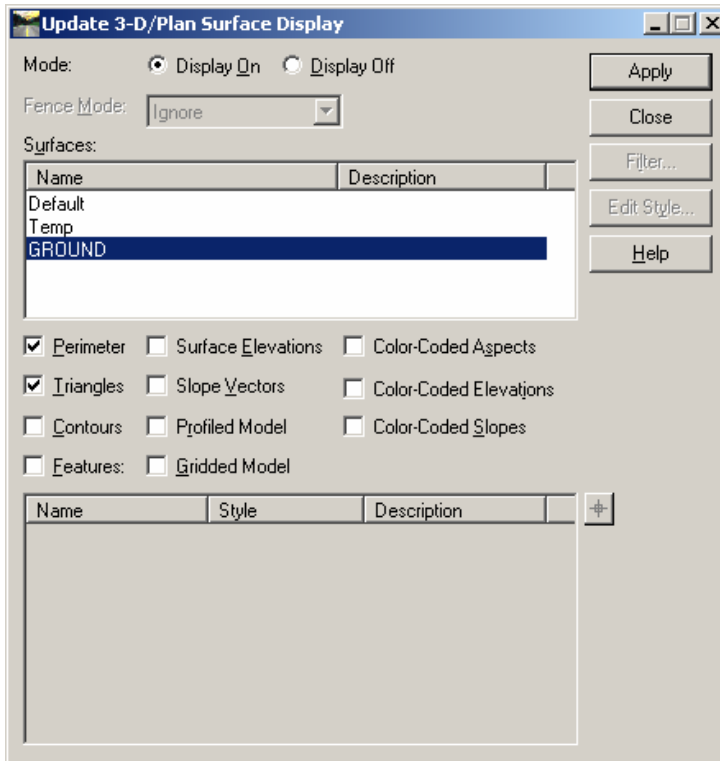 Update 3-D/Plan Surface Display
Mode: Display On Display Off
Apply
Fence Mode: Ignore
Close
Surfaces:
Filter...
Name Description
Default
Edit Style...
Temp
GROUND
Help
Perimeter Surface Elevations Color-Coded Aspects
Triangles Slope Vectors Color-Coded Elevations
Contours Profiled Model Color-Coded Slopes
Features: Gridded Model
Name Style Description